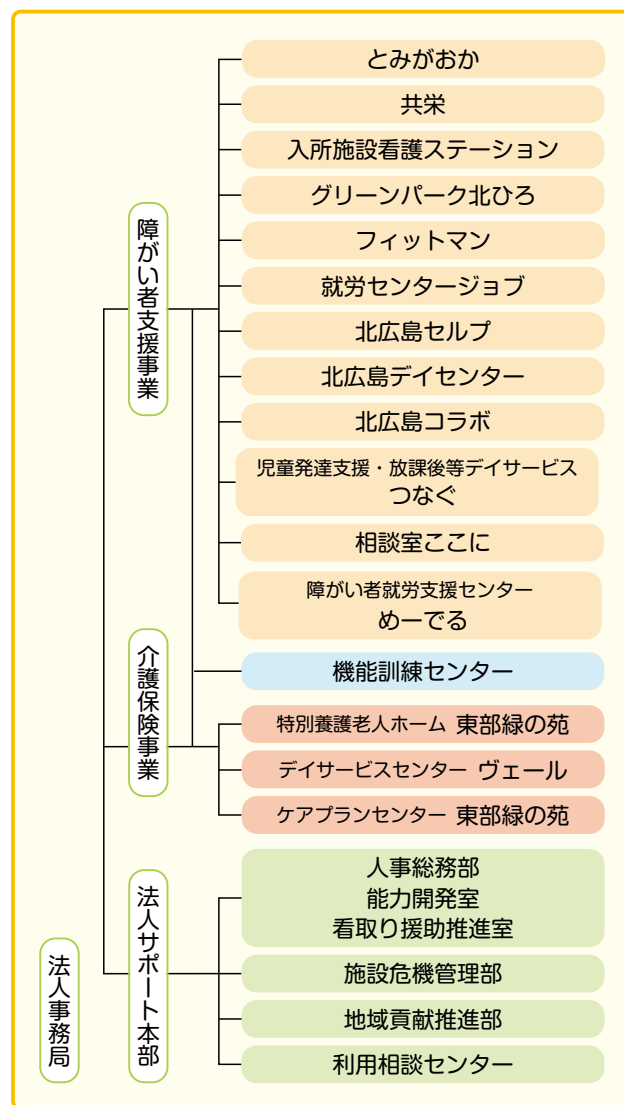 障がい者支援事業
とみがおか
共栄
入所施設看護ステーション
グリーンパーク北ひろ
フィットマン
就労センタージョブ
北広島セルプ
北広島デイセンター
北広島コラボ
児童発達支援・放課後等デイサービス
つなぐ
相談室ここに
障がい者就労支援センター
めーでる
機能訓練センター
介護保険事業
特別養護老人ホーム 東部緑の苑
デイサービスセンター ヴェール
ケアプランセンター 東部緑の苑
法人サポート本部
人事総務部
能力開発室
看取り援助推進室
施設危機管理部
地域貢献推進部
利用相談センター
法人事務局